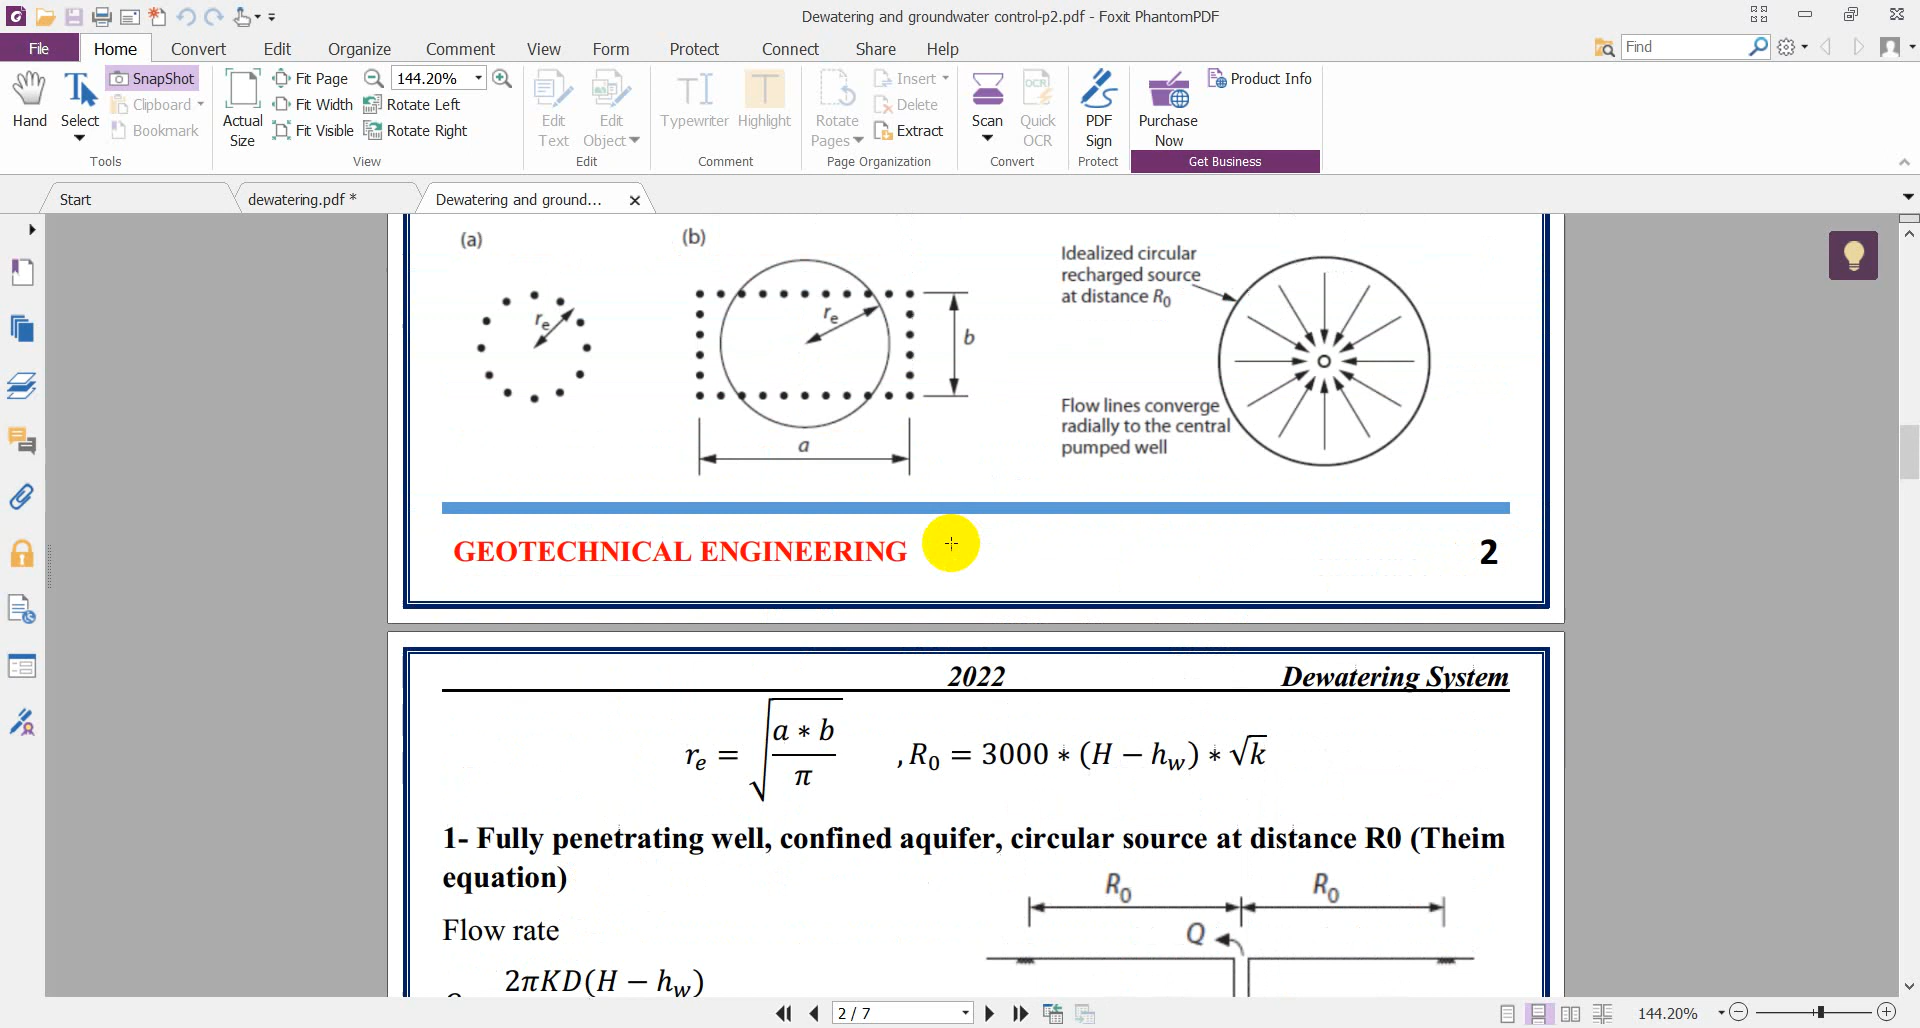 Dewatering and groundwater control-p2.pdf - Foxit PhantomPDF
File Home Convert Edit Organize Comment View Form Protect Connect Share Help Find
Hand
Select
SnapShot
Clipboard
Bookmark
Tools
Actual
Size
Fit Page
Fit Width
Fit Visible
144.20%
Rotate Left
Rotate Right
View
Edit
Text
Edit
Object
Edit
Typewriter
Highlight
Comment
Rotate
Pages
Insert
Delete
Extract
Page Organization
Scan
Quick
OCR
Convert
PDF
Sign
Protect
Purchase
Now
Product Info
Get Business
Start
dewatering.pdf *
Dewatering and ground...
(a)
re
(b)
re
b
a
Idealized circular
recharged source
at distance R0
Flow lines converge
radially to the central
pumped well
GEOTECHNICAL ENGINEERING 2
2022 Dewatering System
re = √(a * b / π) , R0 = 3000 * (H − hw) * √k
1- Fully penetrating well, confined aquifer, circular source at distance R0 (Theim
equation)
R0 R0
Flow rate
Q
2πKD(H − hw)
2 / 7
144.20%